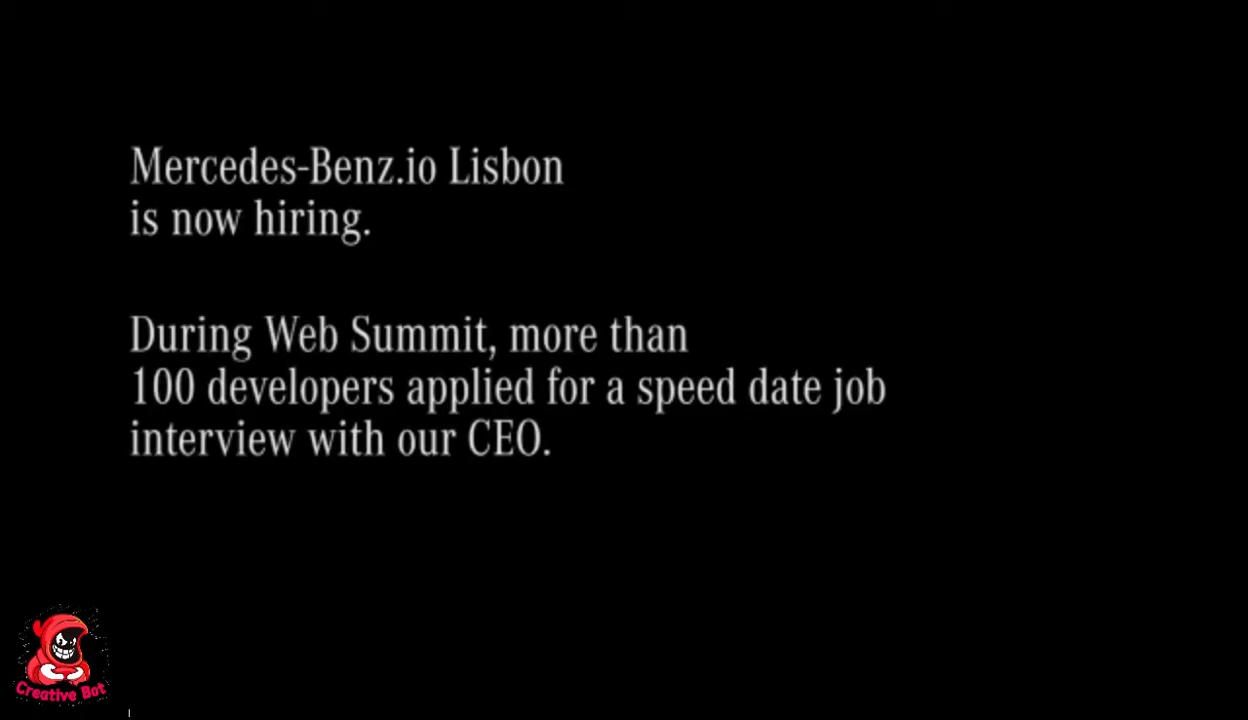 Mercedes-Benz.io Lisbon
is now hiring.
During Web Summit, more than
100 developers applied for a speed date job
interview with our CEO.
Creative Bot